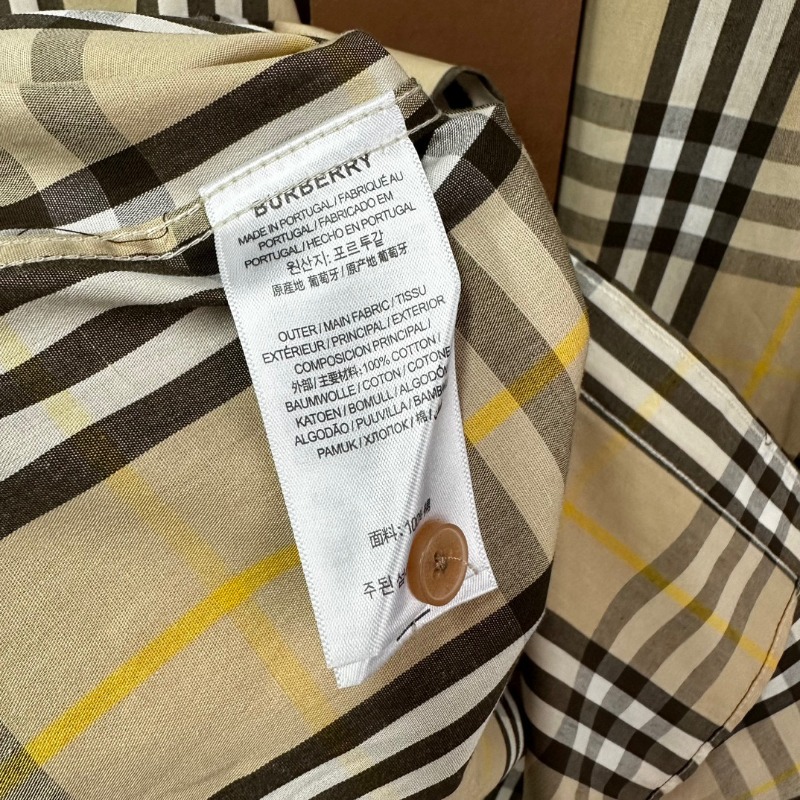 BURBERRY
MADE IN PORTUGAL / FABRIQUÉ AU
PORTUGAL / FABRICADO EM
PORTUGAL / HECHO EN PORTUGAL
원산지: 포르투갈
原産地 葡萄牙 / 原产地 葡萄牙
OUTER / MAIN FABRIC / TISSU
EXTÉRIEUR / PRINCIPAL / EXTERIOR
COMPOSICION PRINCIPAL /
外部 / 主要材料: 100% COTTON /
BAUMWOLLE / COTON / COTONE
KATOEN / BOMULL / ALGODÓN
ALGODÃO / PUUVILLA /
PAMUK / ХЛОПОК / 棉 /
面料: 100%
주된